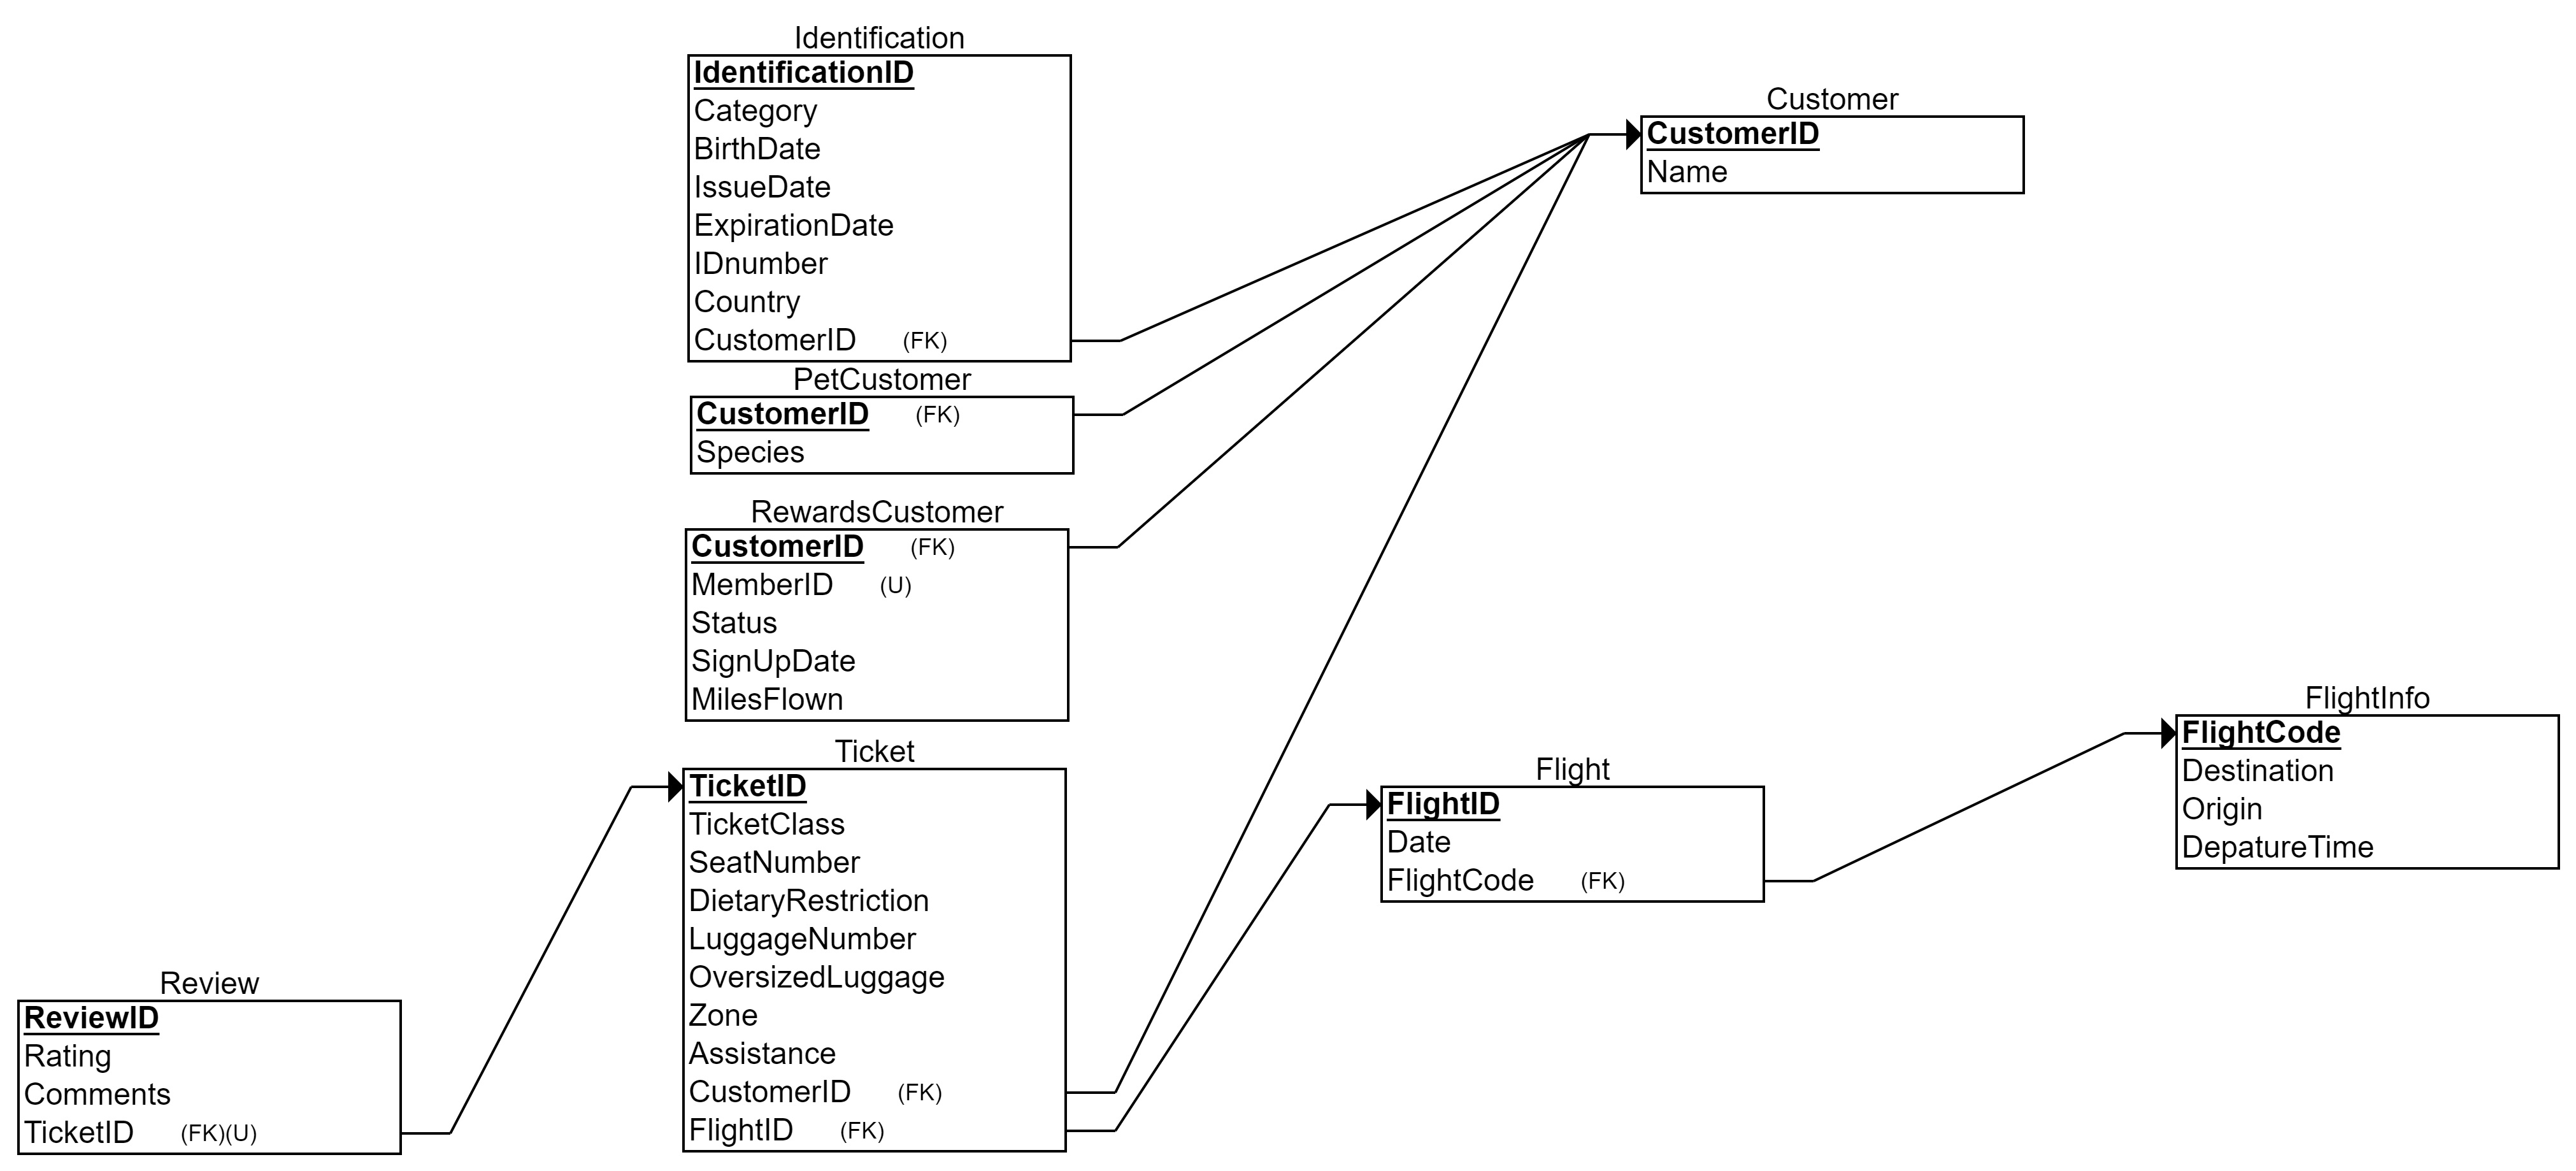 Identification
IdentificationID
Category
BirthDate
IssueDate
ExpirationDate
IDnumber
Country
CustomerID (FK)
PetCustomer
CustomerID (FK)
Species
RewardsCustomer
CustomerID (FK)
MemberID (U)
Status
SignUpDate
MilesFlown
Ticket
TicketID
TicketClass
SeatNumber
DietaryRestriction
LuggageNumber
OversizedLuggage
Zone
Assistance
CustomerID (FK)
FlightID (FK)
Review
ReviewID
Rating
Comments
TicketID (FK)(U)
Customer
CustomerID
Name
Flight
FlightID
Date
FlightCode (FK)
FlightInfo
FlightCode
Destination
Origin
DepatureTime